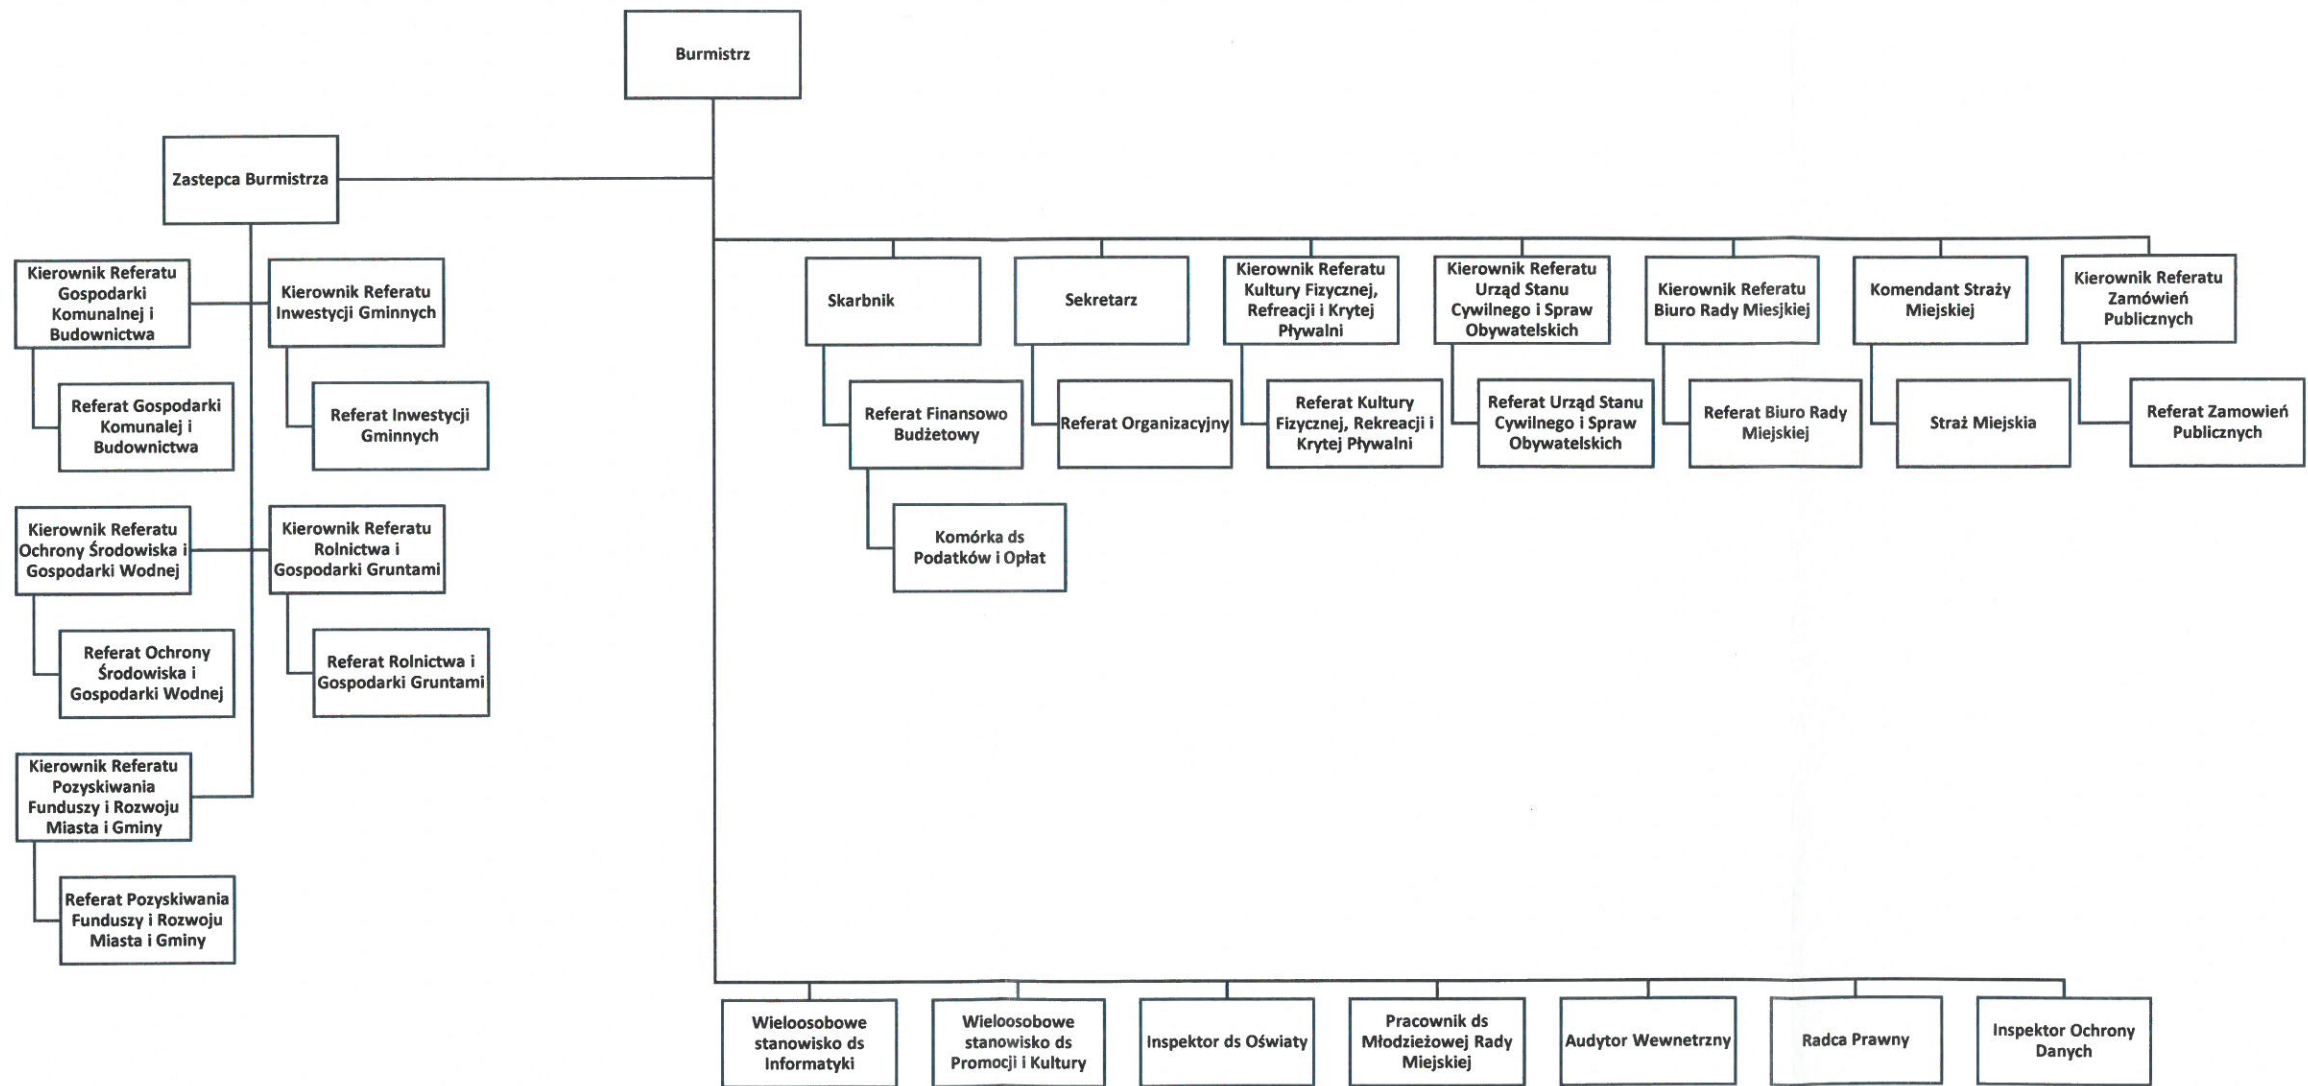 Burmistrz
Zastepca Burmistrza
Kierownik Referatu
Gospodarki
Komunalnej i
Budownictwa
Kierownik Referatu
Inwestycji Gminnych
Referat Gospodarki
Komunalej i
Budownictwa
Referat Inwestycji
Gminnych
Kierownik Referatu
Ochrony Środowiska i
Gospodarki Wodnej
Kierownik Referatu
Rolnictwa i
Gospodarki Gruntami
Referat Ochrony
Środowiska i
Gospodarki Wodnej
Referat Rolnictwa i
Gospodarki Gruntami
Kierownik Referatu
Pozyskiwania
Funduszy i Rozwoju
Miasta i Gminy
Referat Pozyskiwania
Funduszy i Rozwoju
Miasta i Gminy
Skarbnik
Sekretarz
Kierownik Referatu
Kultury Fizycznej,
Refreacji i Krytej
Pływalni
Kierownik Referatu
Urząd Stanu
Cywilnego i Spraw
Obywatelskich
Kierownik Referatu
Biuro Rady Miesjkiej
Komendant Straży
Miejskiej
Kierownik Referatu
Zamówień
Publicznych
Referat Finansowo
Budżetowy
Referat Organizacyjny
Referat Kultury
Fizycznej, Rekreacji i
Krytej Pływalni
Referat Urząd Stanu
Cywilnego i Spraw
Obywatelskich
Referat Biuro Rady
Miejskiej
Straż Miejskia
Referat Zamowień
Publicznych
Komórka ds
Podatków i Opłat
Wieloosobowe
stanowisko ds
Informatyki
Wieloosobowe
stanowisko ds
Promocji i Kultury
Inspektor ds Oświaty
Pracownik ds
Młodzieżowej Rady
Miejskiej
Audytor Wewnetrzny
Radca Prawny
Inspektor Ochrony
Danych